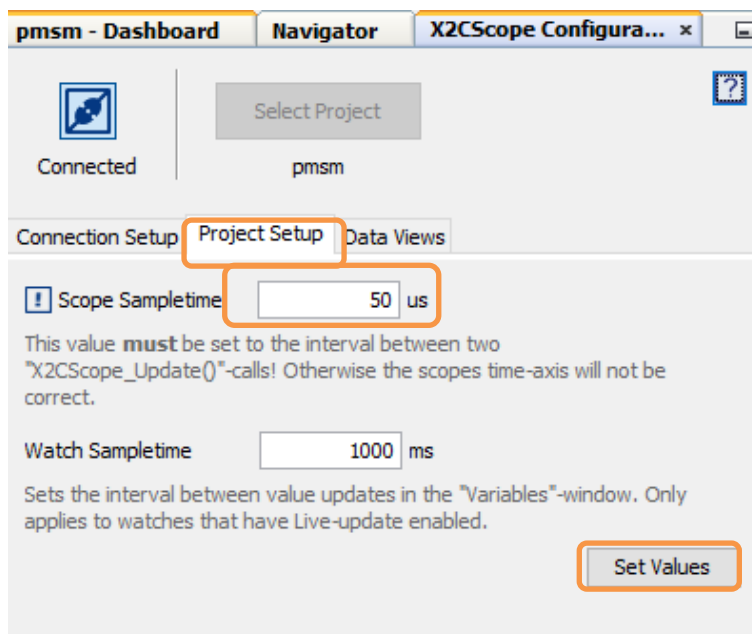 pmsm - Dashboard Navigator X2CScope Configura... ×
Select Project
Connected pmsm
Connection Setup Project Setup Data Views
! Scope Sampletime 50 us
This value must be set to the interval between two
"X2CScope_Update()"-calls! Otherwise the scopes time-axis will not be
correct.
Watch Sampletime 1000 ms
Sets the interval between value updates in the "Variables"-window. Only
applies to watches that have Live-update enabled.
Set Values